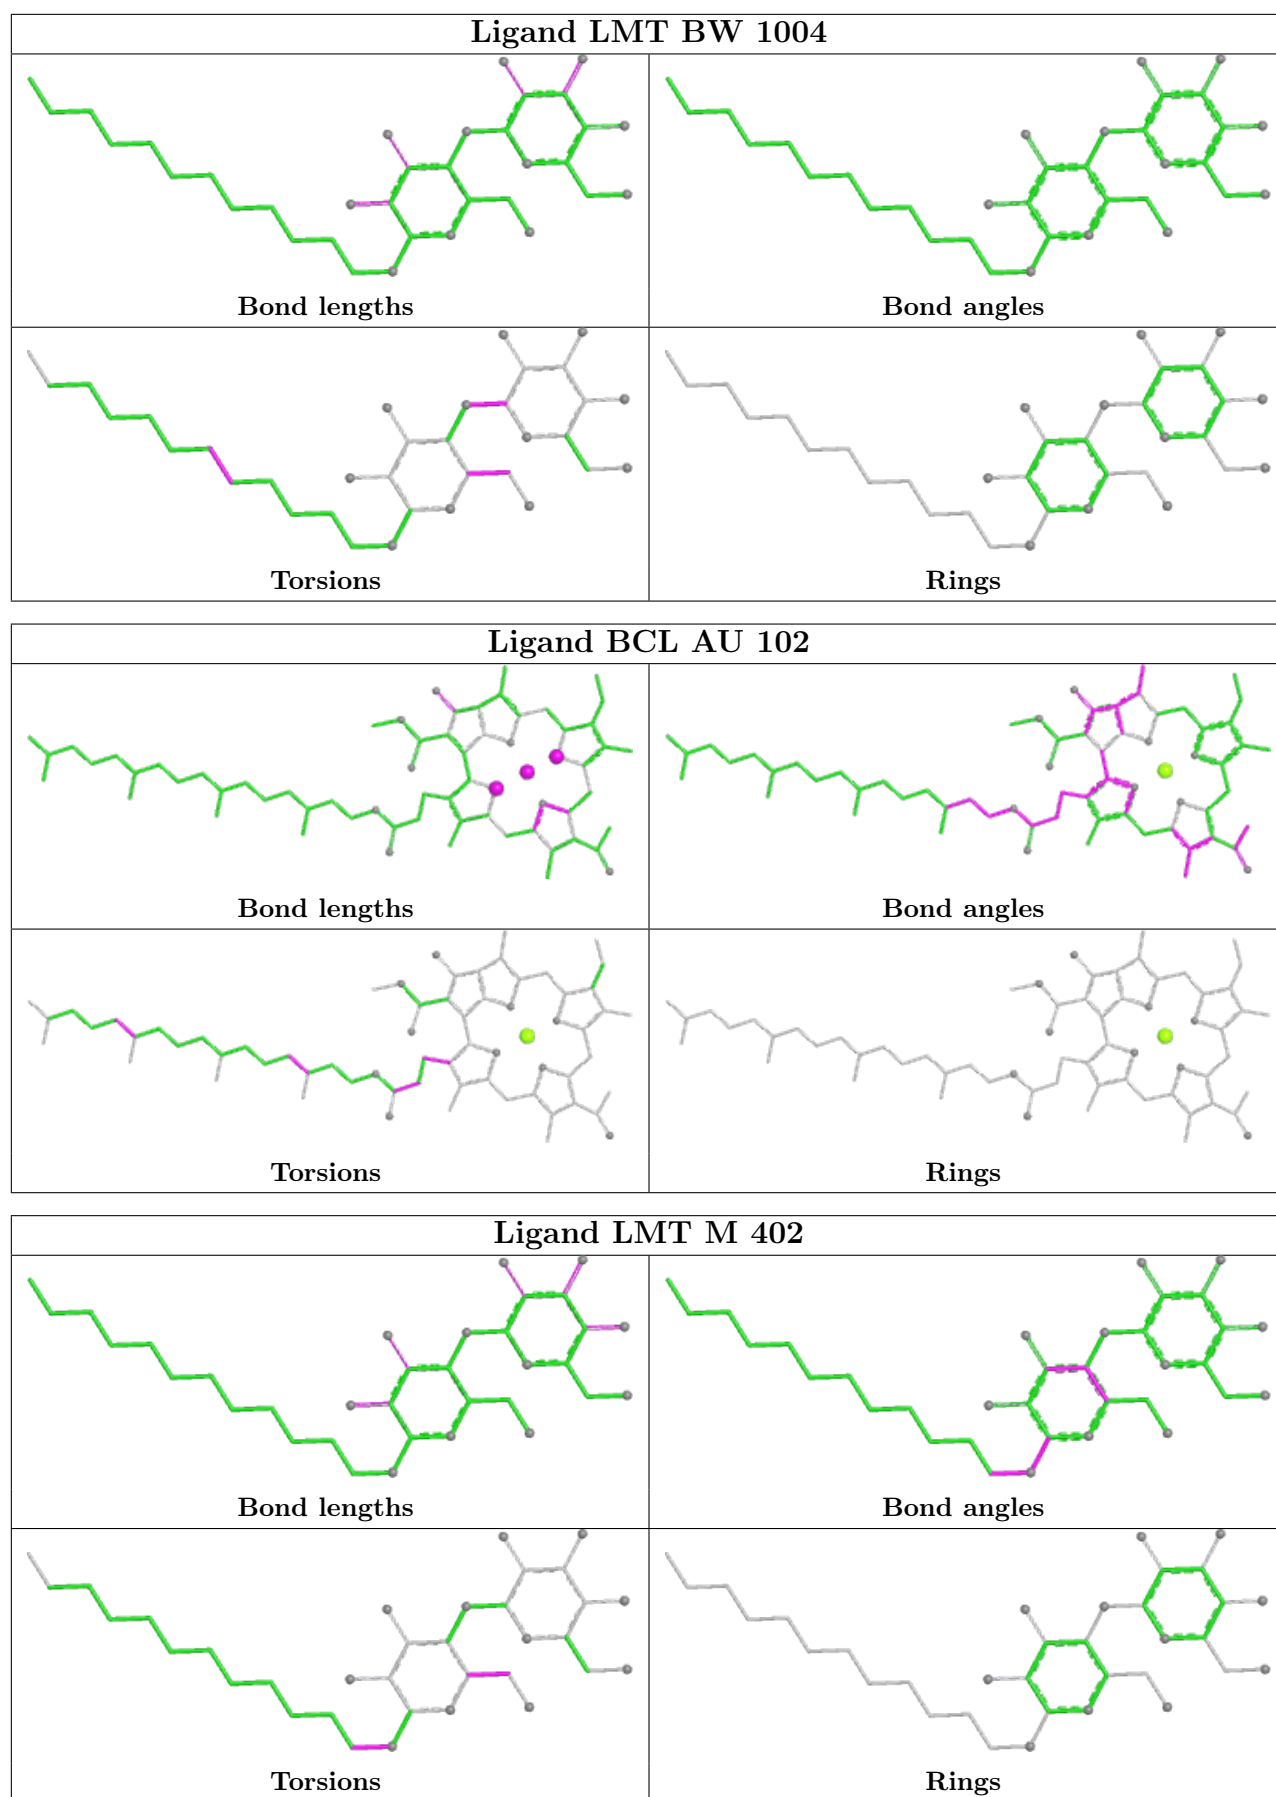 Ligand LMT BW 1004
Bond lengths
Bond angles
Torsions
Rings
Ligand BCL AU 102
Bond lengths
Bond angles
Torsions
Rings
Ligand LMT M 402
Bond lengths
Bond angles
Torsions
Rings